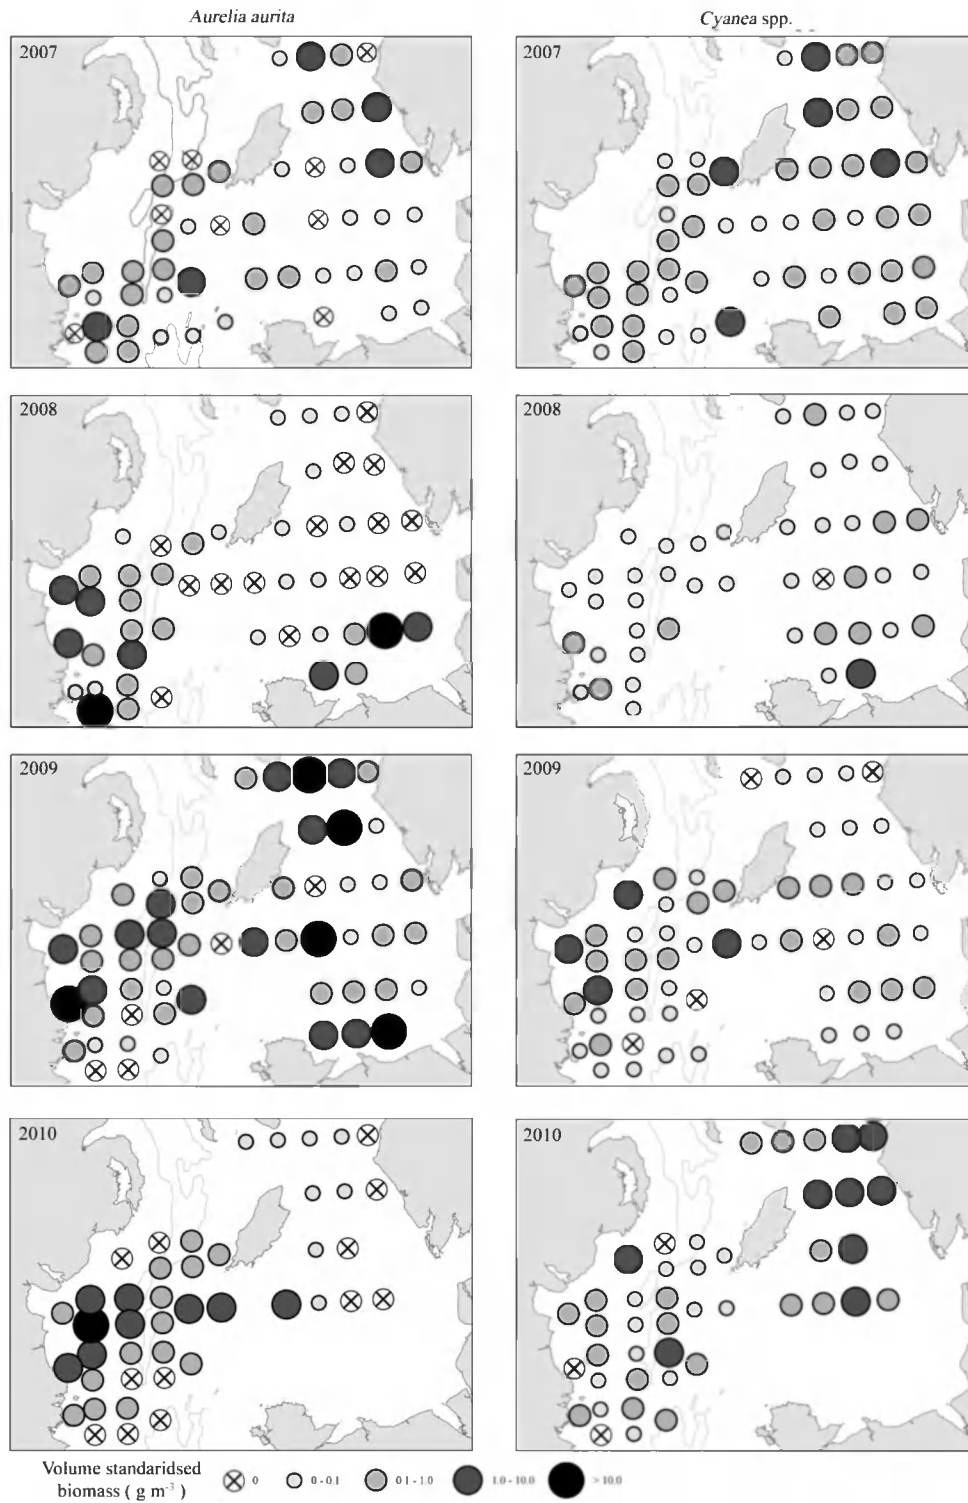 Aurelia aurita
Cyanea spp.
2007
2007
2008
2008
2009
2009
2010
2010
Volume standaridsed
biomass ( g m⁻³ )
0
0 - 0.1
0 1 - 1.0
1.0 - 10.0
> 10.0